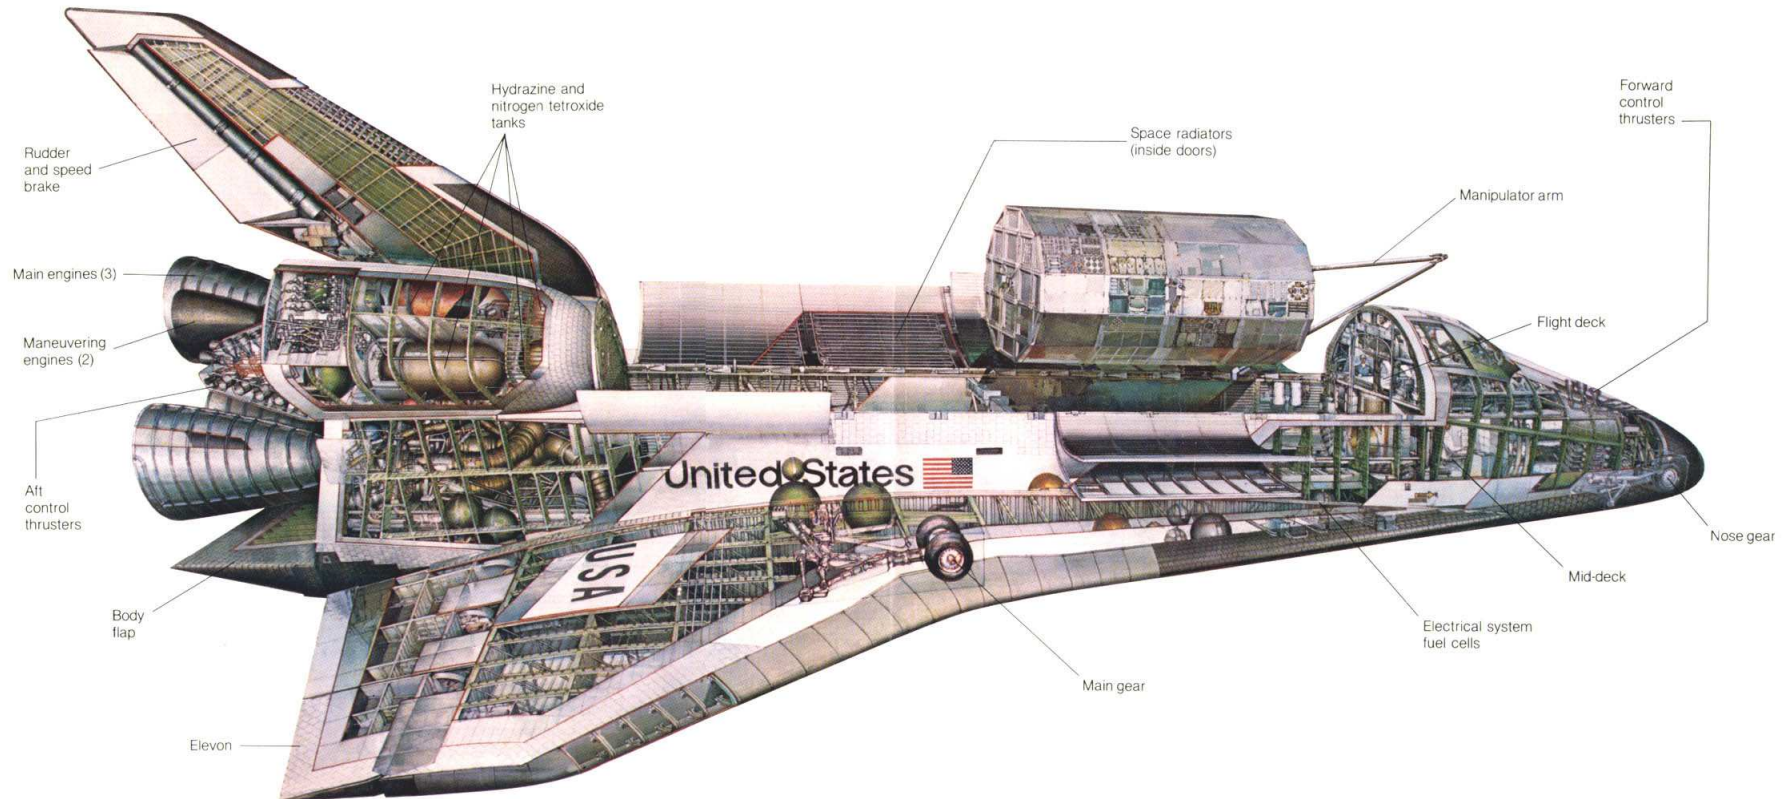 Hydrazine and
nitrogen tetroxide
tanks
Forward
control
thrusters
Space radiators
(inside doors)
Rudder
and speed
brake
Manipulator arm
Main engines (3)
Flight deck
Maneuvering
engines (2)
United States
Aft
control
thrusters
USA
Nose gear
Mid-deck
Body
flap
Electrical system
fuel cells
Main gear
Elevon